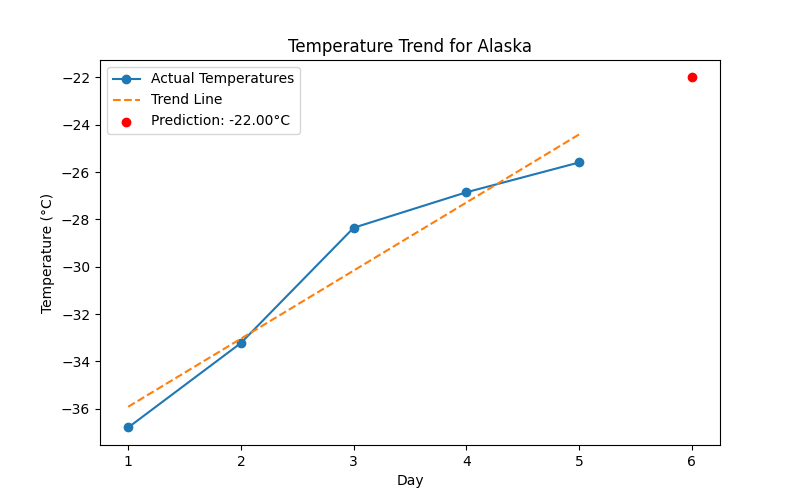 Temperature Trend for Alaska
Actual Temperatures
Trend Line
Prediction: -22.00°C
Temperature (°C)
−22
−24
−26
−28
−30
−32
−34
−36
1 2 3 4 5 6
Day